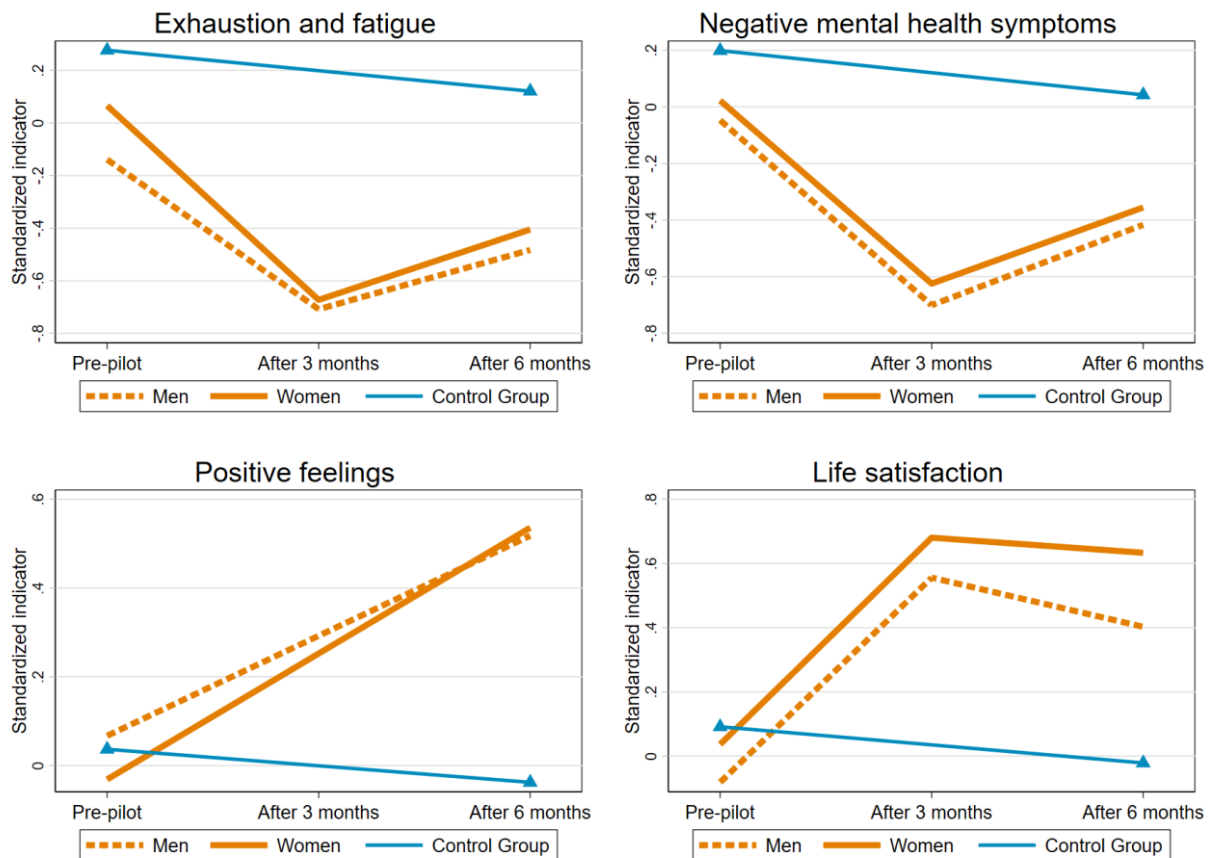 Exhaustion and fatigue
Standardized indicator
.2
0
-.2
-.4
-.6
-.8
Pre-pilot After 3 months After 6 months
Men Women Control Group
Negative mental health symptoms
Standardized indicator
.2
0
-.2
-.4
-.6
-.8
Pre-pilot After 3 months After 6 months
Men Women Control Group
Positive feelings
Standardized indicator
.6
.4
.2
0
Pre-pilot After 3 months After 6 months
Men Women Control Group
Life satisfaction
Standardized indicator
.8
.6
.4
.2
0
Pre-pilot After 3 months After 6 months
Men Women Control Group